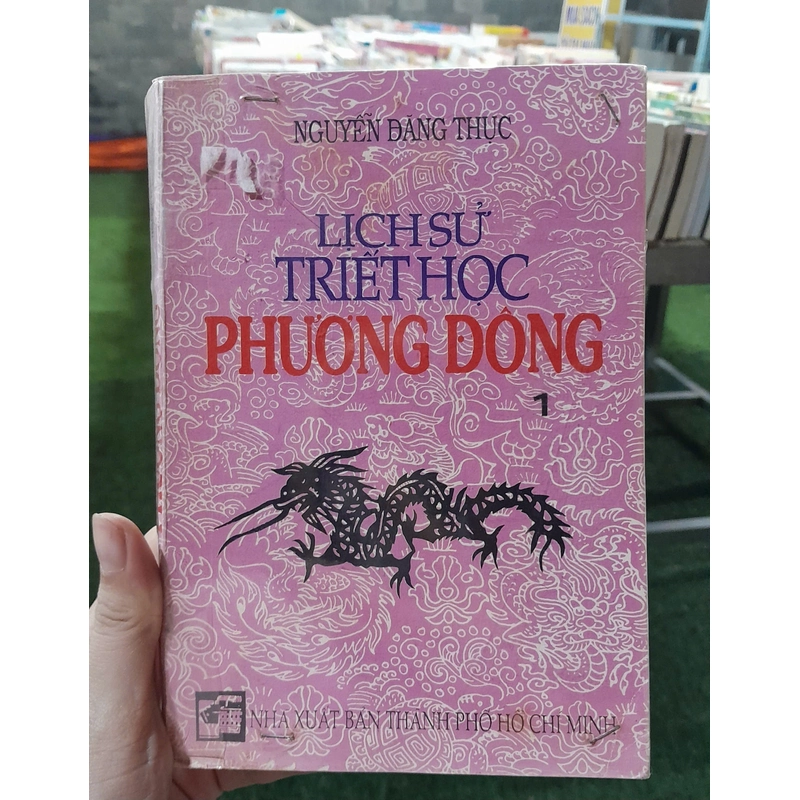 NGUYỄN ĐĂNG THỤC
LỊCH SỬ
TRIẾT HỌC
PHƯƠNG ĐÔNG
1
NHÀ XUẤT BẢN THÀNH PHỐ HỒ CHÍ MINH